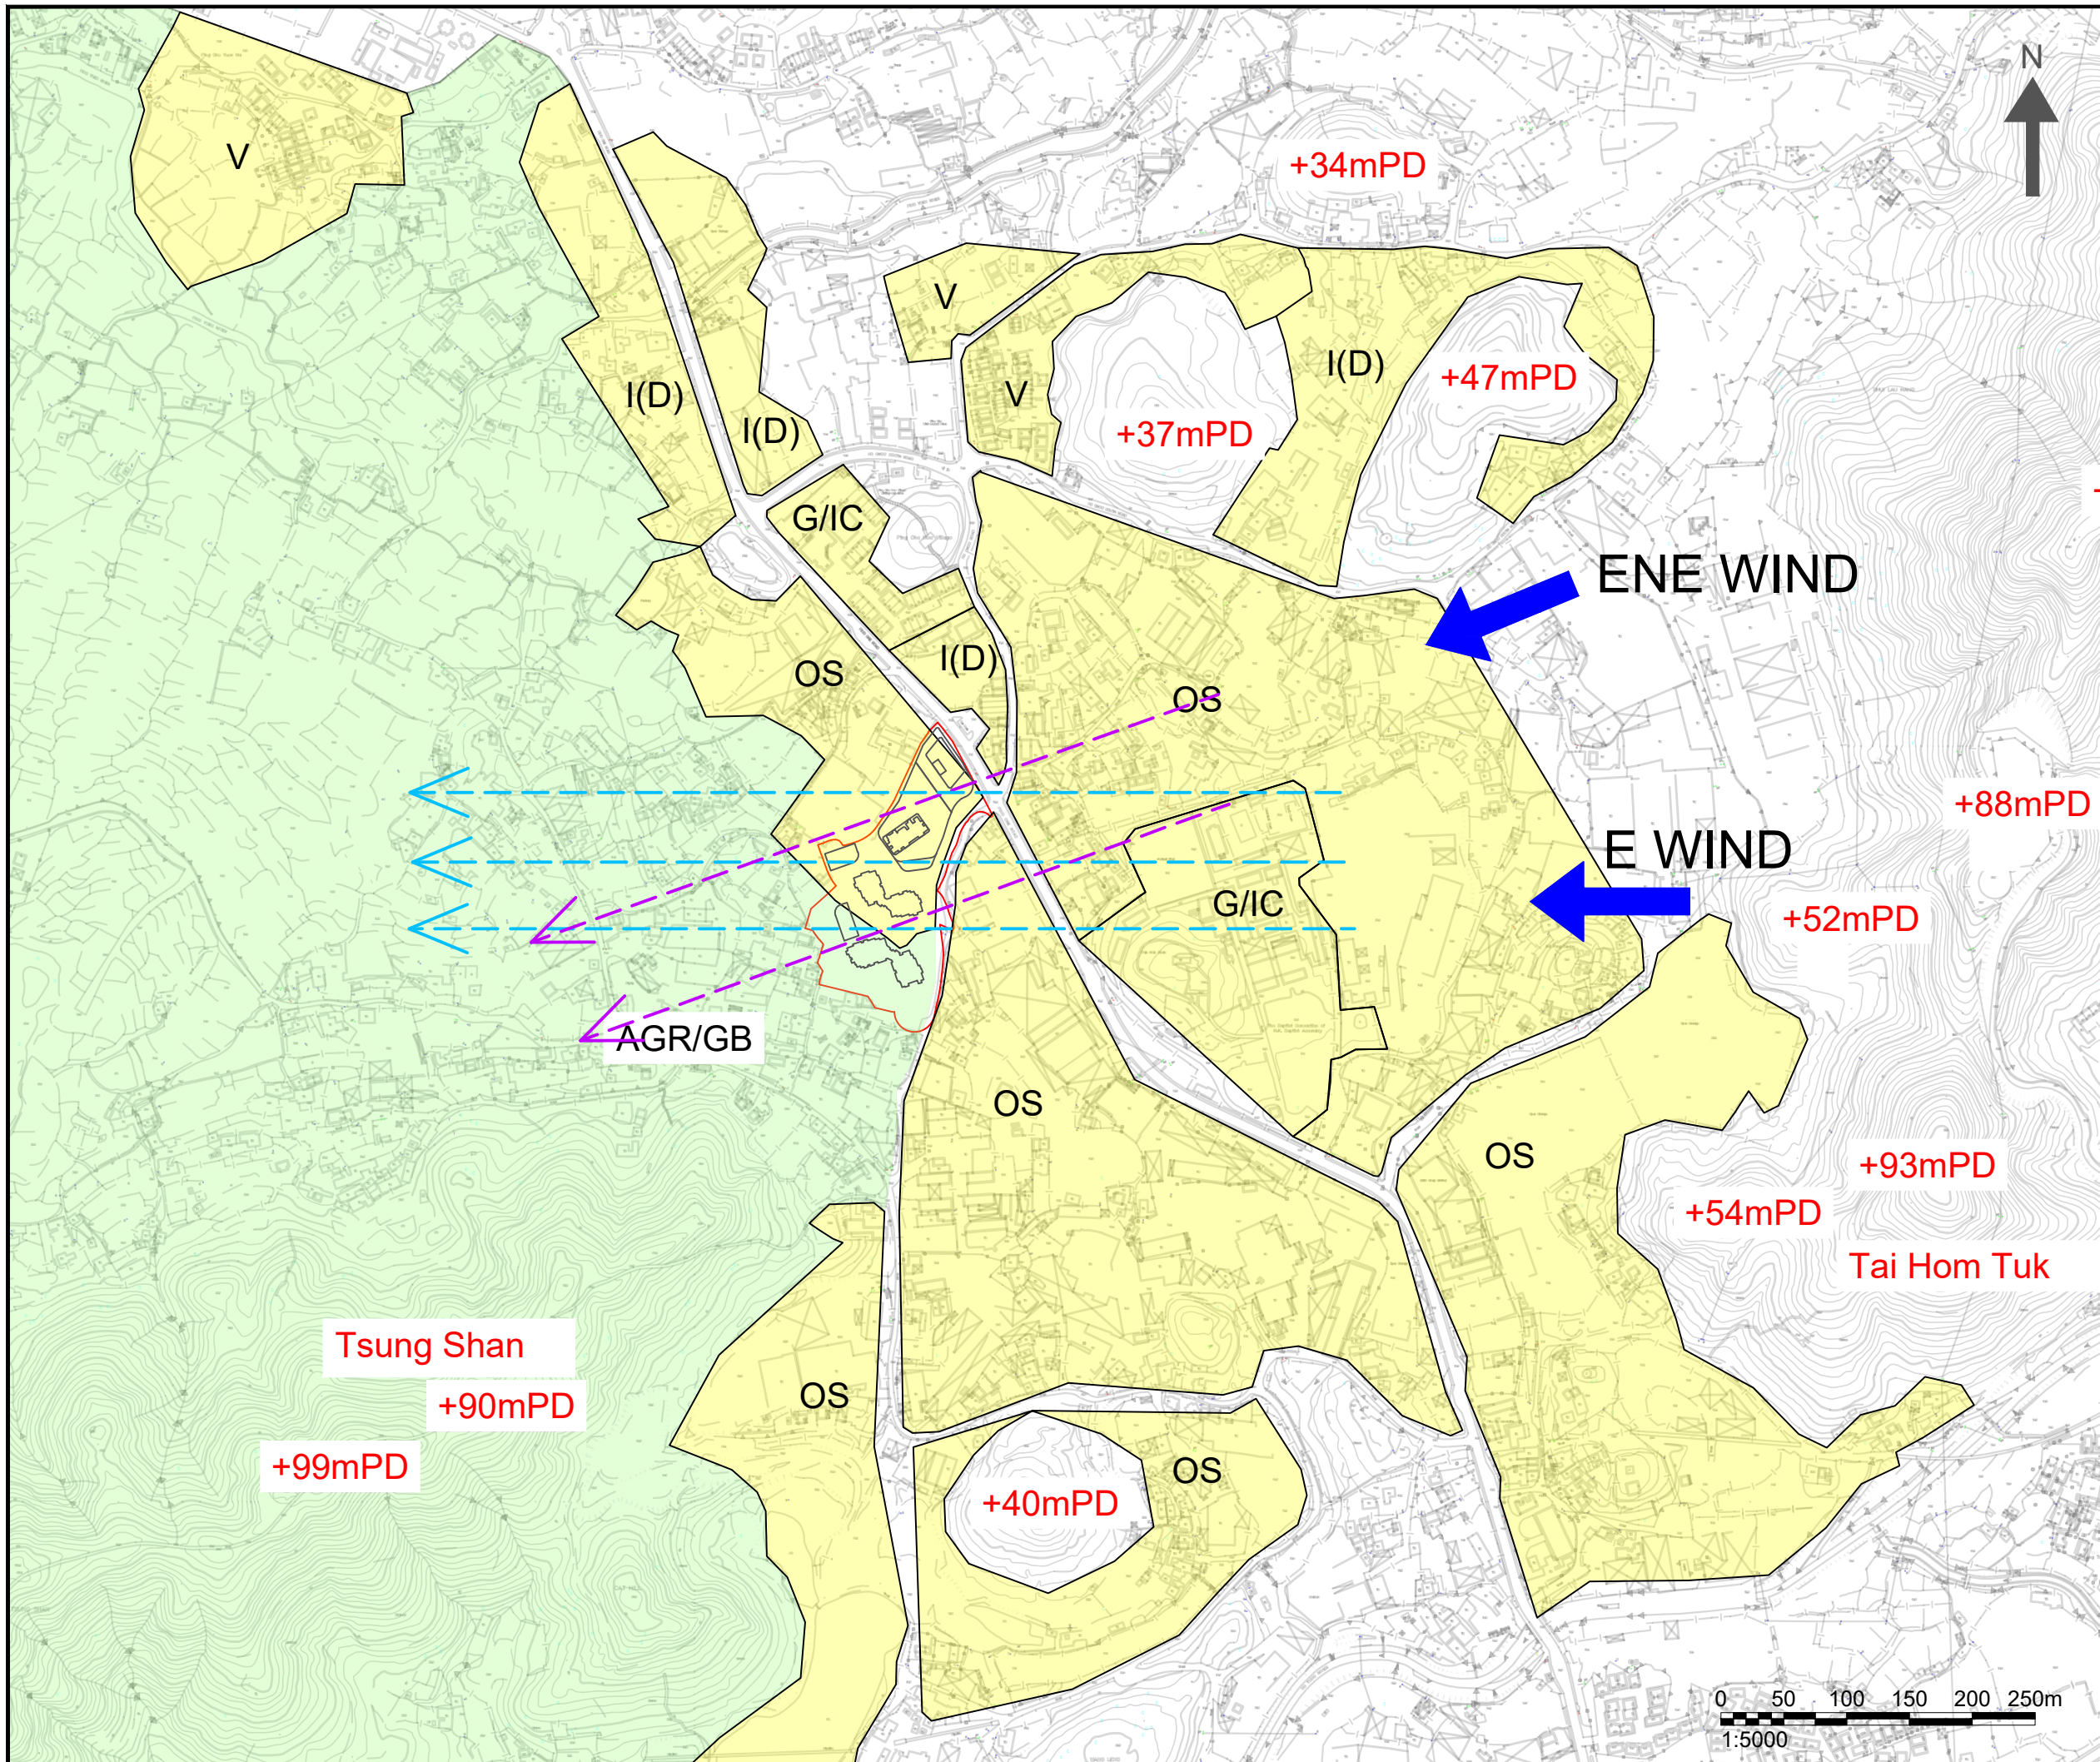 N
+34mPD
V
V
I(D)
+47mPD
I(D)
V
I(D)
+37mPD
G/IC
ENE WIND
I(D)
OS
OS
+88mPD
E WIND
G/IC
+52mPD
AGR/GB
OS
OS
+93mPD
+54mPD
Tai Hom Tuk
Tsung Shan
OS
+90mPD
+99mPD
OS
+40mPD
0 50 100 150 200 250m
1:5000